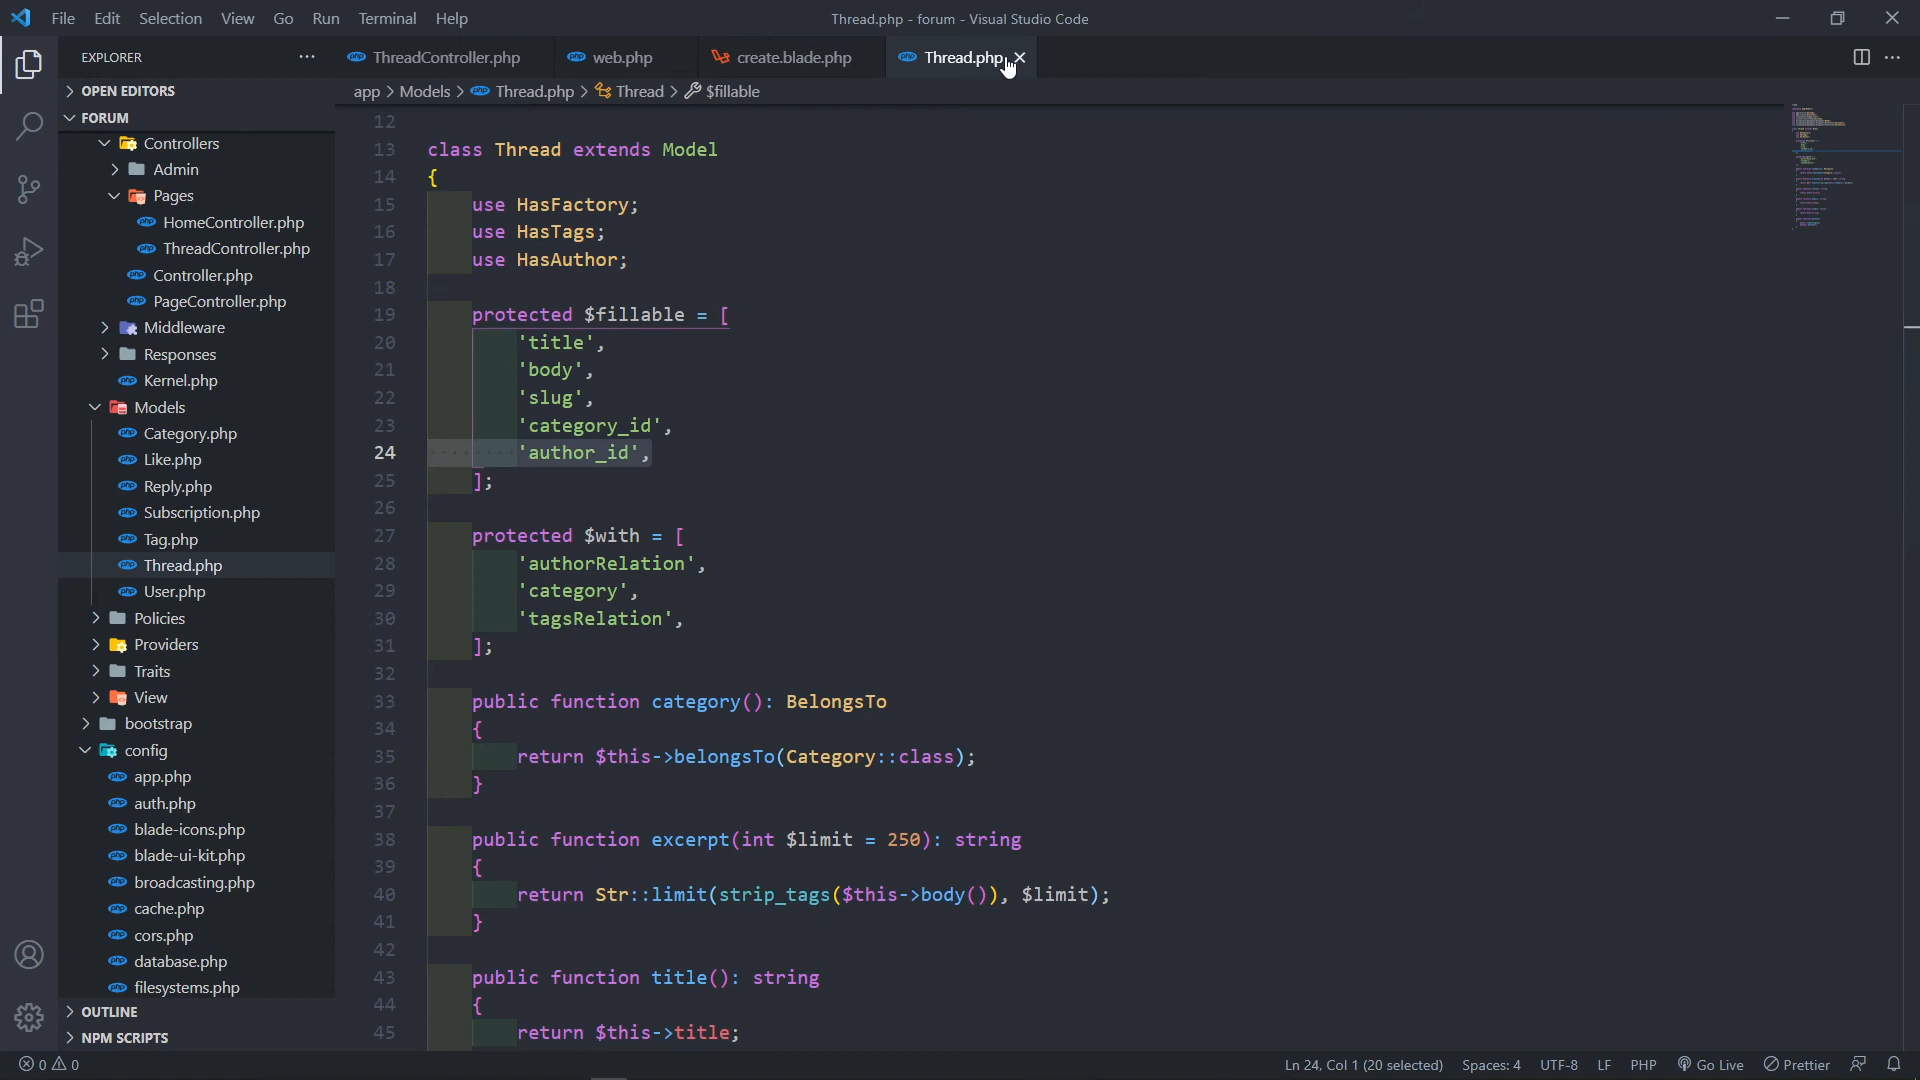 File Edit Selection View Go Run Terminal Help
Thread.php - forum - Visual Studio Code
EXPLORER
ThreadController.php
web.php
create.blade.php
Thread.php
OPEN EDITORS
app > Models > Thread.php > Thread > $fillable
FORUM
Controllers
Admin
Pages
HomeController.php
ThreadController.php
Controller.php
PageController.php
Middleware
Responses
Kernel.php
Models
Category.php
Like.php
Reply.php
Subscription.php
Tag.php
Thread.php
User.php
Policies
Providers
Traits
View
bootstrap
config
app.php
auth.php
blade-icons.php
blade-ui-kit.php
broadcasting.php
cache.php
cors.php
database.php
filesystems.php
OUTLINE
NPM SCRIPTS
12
13 class Thread extends Model
14 {
15 use HasFactory;
16 use HasTags;
17 use HasAuthor;
18
19 protected $fillable = [
20 'title',
21 'body',
22 'slug',
23 'category_id',
24 'author_id',
25 ];
26
27 protected $with = [
28 'authorRelation',
29 'category',
30 'tagsRelation',
31 ];
32
33 public function category(): BelongsTo
34 {
35 return $this->belongsTo(Category::class);
36 }
37
38 public function excerpt(int $limit = 250): string
39 {
40 return Str::limit(strip_tags($this->body()), $limit);
41 }
42
43 public function title(): string
44 {
45 return $this->title;
0 0
Ln 24, Col 1 (20 selected) Spaces: 4 UTF-8 LF PHP Go Live Prettier